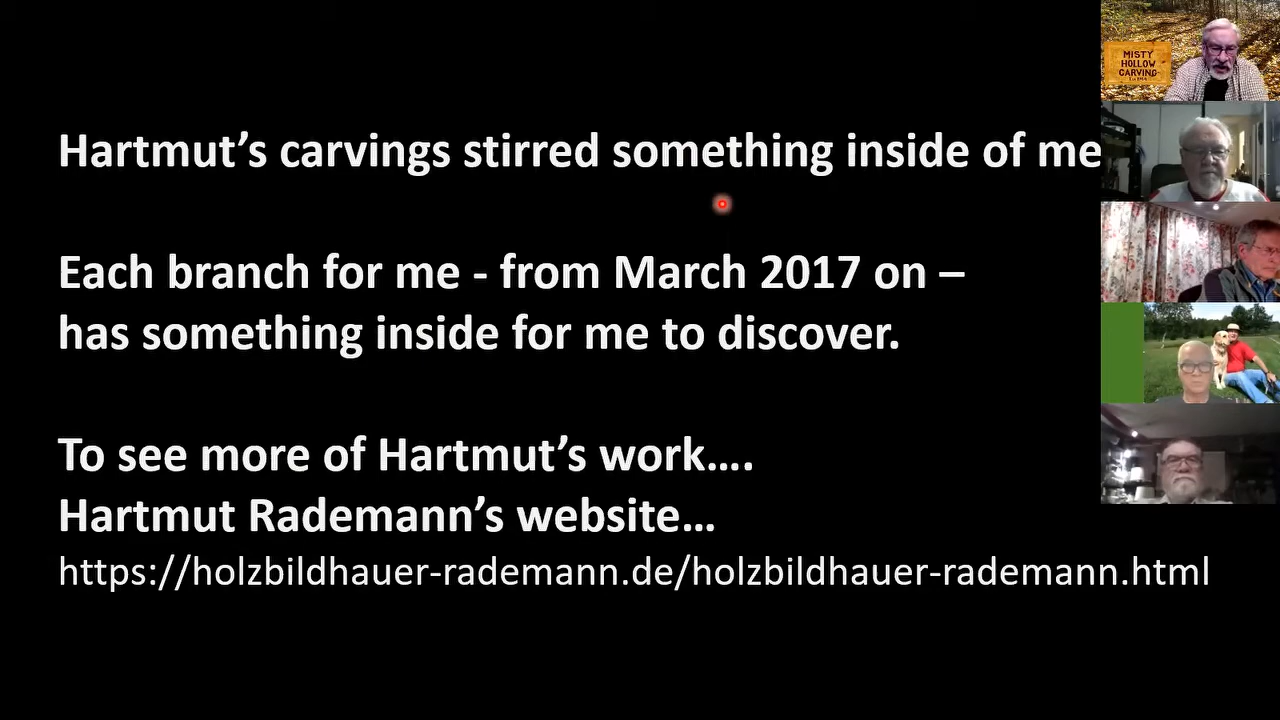 Hartmut’s carvings stirred something inside of me
Each branch for me - from March 2017 on –
has something inside for me to discover.
To see more of Hartmut’s work….
Hartmut Rademann’s website…
https://holzbildhauer-rademann.de/holzbildhauer-rademann.html
MISTY
HOLLOW
CARVING